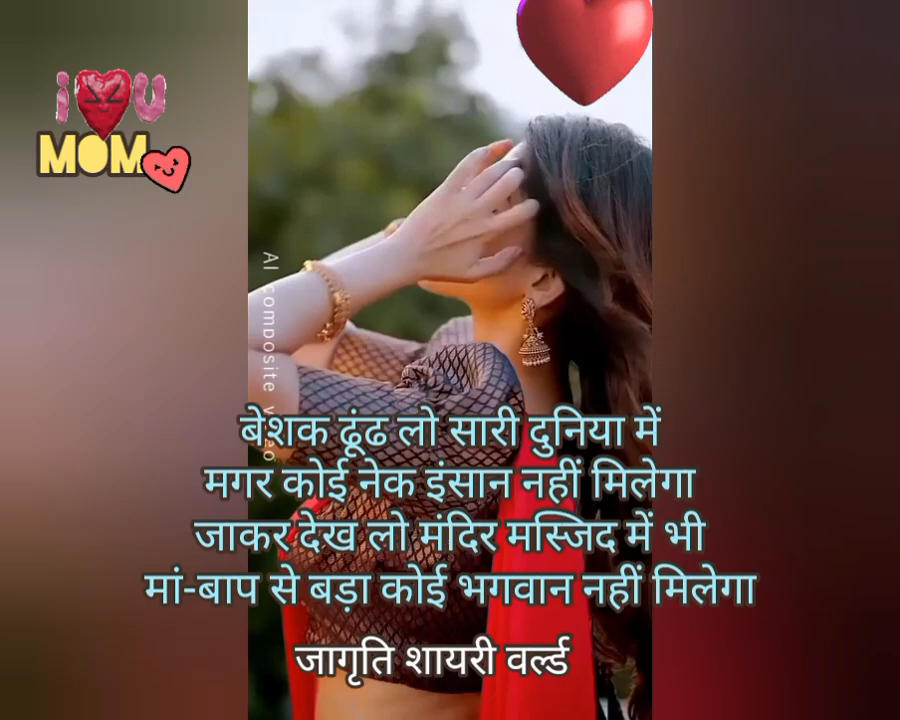 i U
MOM
AI composite
बेशक ढूंढ लो सारी दुनिया में
मगर कोई नेक इंसान नहीं मिलेगा
जाकर देख लो मंदिर मस्जिद में भी
मां-बाप से बड़ा कोई भगवान नहीं मिलेगा
जागृति शायरी वर्ल्ड